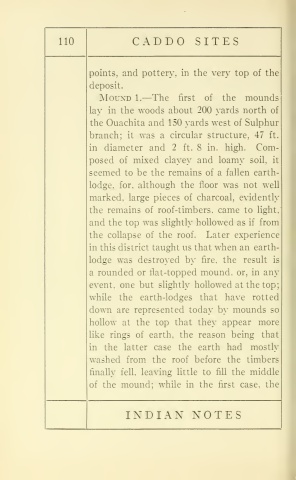 110
CADDO SITES
points, and pottery, in the very top of the
deposit.
MOUND 1.—The first of the mounds
lay in the woods about 200 yards north of
the Ouachita and 150 yards west of Sulphur
branch; it was a circular structure, 47 ft.
in diameter and 2 ft. 8 in. high. Com-
posed of mixed clayey and loamy soil, it
seemed to be the remains of a fallen earth-
lodge, for, although the floor was not well
marked, large pieces of charcoal, evidently
the remains of roof-timbers, came to light,
and the top was slightly hollowed as if from
the collapse of the roof. Later experience
in this district taught us that when an earth-
lodge was destroyed by fire, the result is
a rounded or flat-topped mound, or, in any
event, one but slightly hollowed at the top;
while the earth-lodges that have rotted
down are represented today by mounds so
hollow at the top that they appear more
like rings of earth, the reason being that
in the latter case the earth had mostly
washed from the roof before the timbers
finally fell, leaving little to fill the middle
of the mound; while in the first case, the
INDIAN NOTES